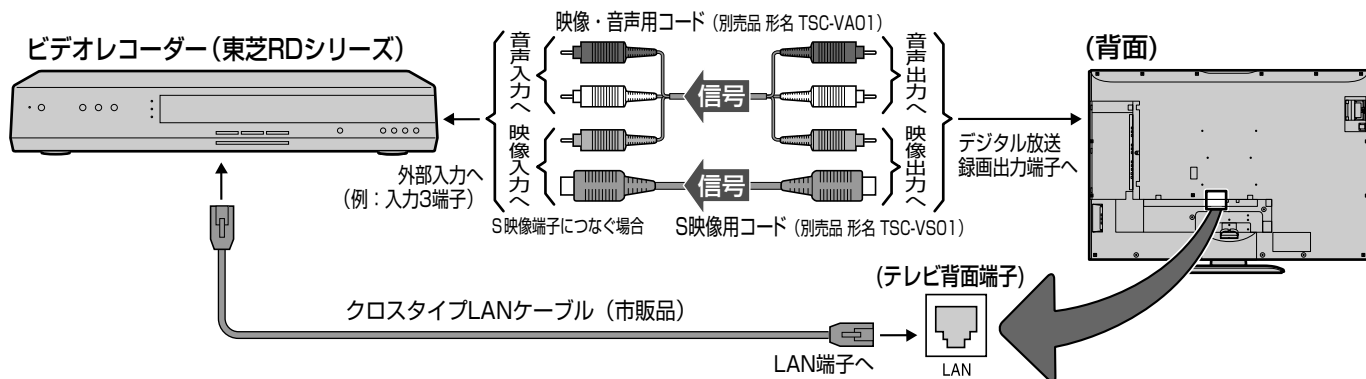 映像・音声用コード（別売品 形名 TSC-VA01）
ビデオレコーダー（東芝RDシリーズ）
音声入力へ
映像入力へ
信号
信号
音声出力へ
映像出力へ
(背面)
デジタル放送
録画出力端子へ
外部入力へ
（例：入力3端子）
S映像端子につなぐ場合
S映像用コード（別売品 形名 TSC-VS01）
(テレビ背面端子)
クロスタイプLANケーブル（市販品）
LAN端子へ
LAN